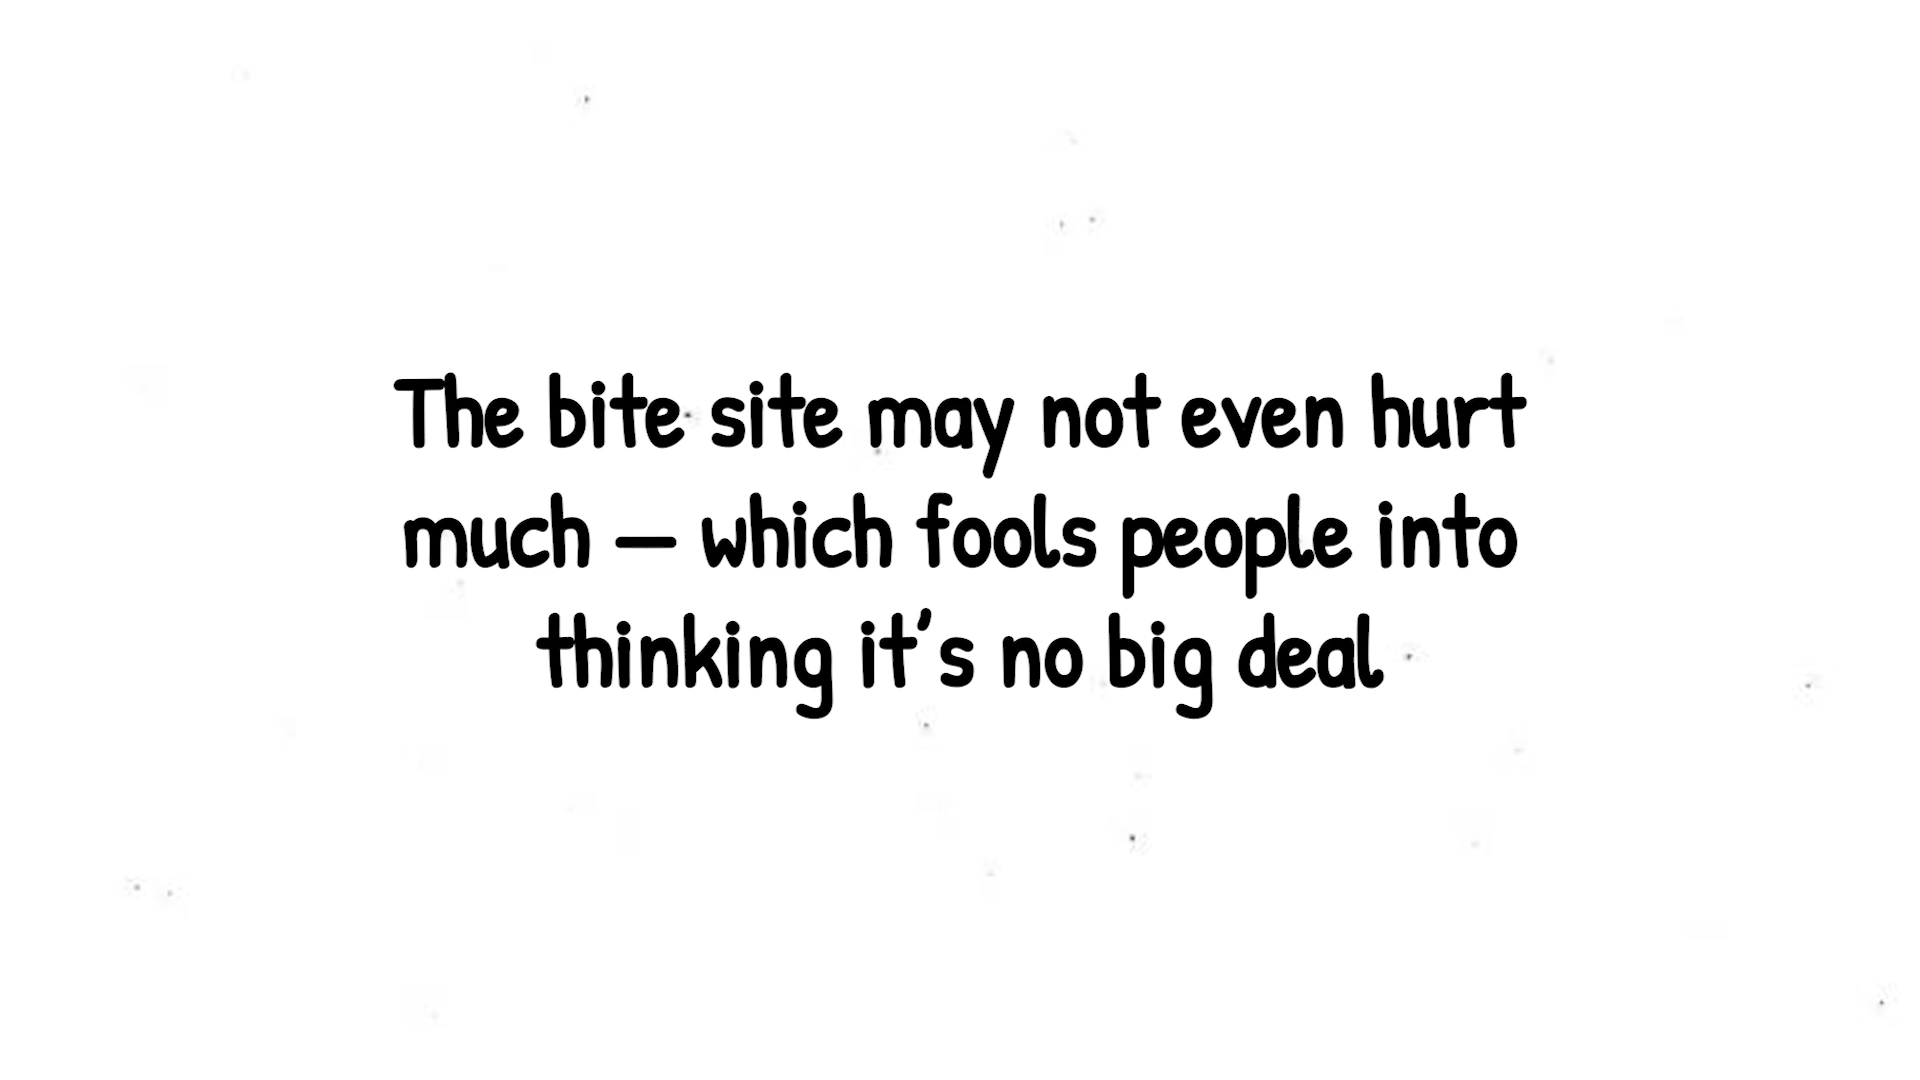 The bite site may not even hurt
much — which fools people into
thinking it's no big deal